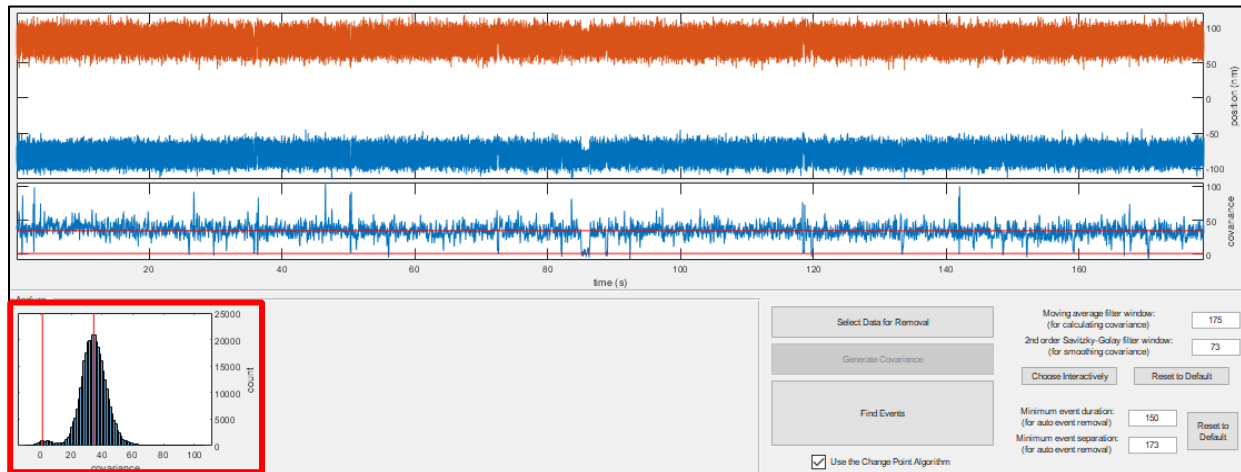 100
50
0
-50
-100
position (nm)
100
50
0
covariance
20 40 60 80 100 120 140 160
time (s)
25000
20000
15000
10000
5000
0
count
0 20 40 60 80 100
covariance
Select Data for Removal
Generate Covariance
Find Events
Use the Change Point Algorithm
Moving average filter window:
(for calculating covariance)
175
2nd order Savitzky-Golay filter window:
(for smoothing covariance)
73
Choose Interactively
Reset to Default
Minimum event duration:
(for auto event removal)
150
Minimum event separation:
(for auto event removal)
173
Reset to
Default